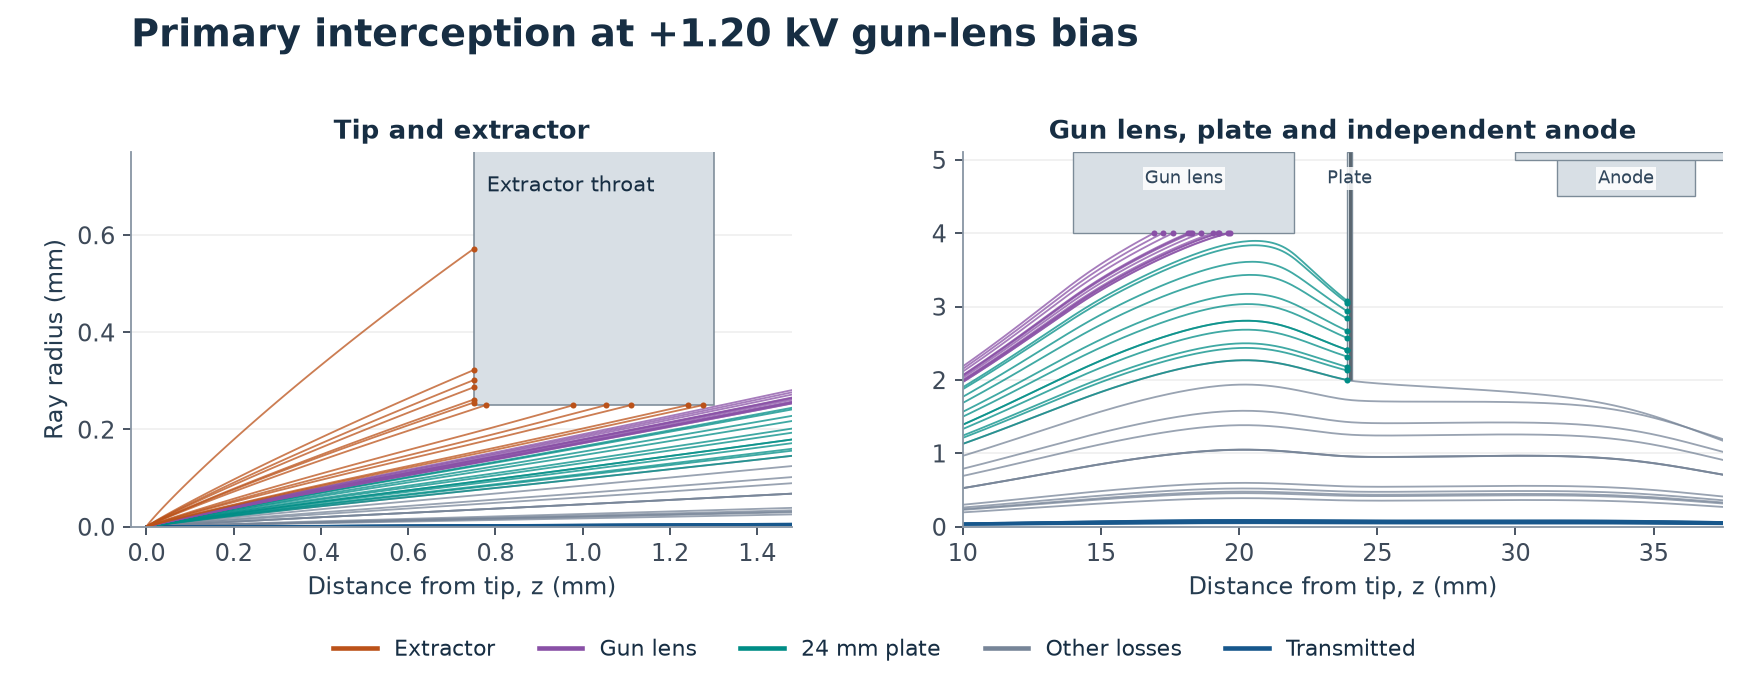 Primary interception at +1.20 kV gun-lens bias
Tip and extractor
Ray radius (mm)
0.6
0.4
0.2
0.0
Extractor throat
0.0 0.2 0.4 0.6 0.8 1.0 1.2 1.4
Distance from tip, z (mm)
Gun lens, plate and independent anode
5
4
3
2
1
0
Gun lens
Plate
Anode
10 15 20 25 30 35
Distance from tip, z (mm)
Extractor
Gun lens
24 mm plate
Other losses
Transmitted